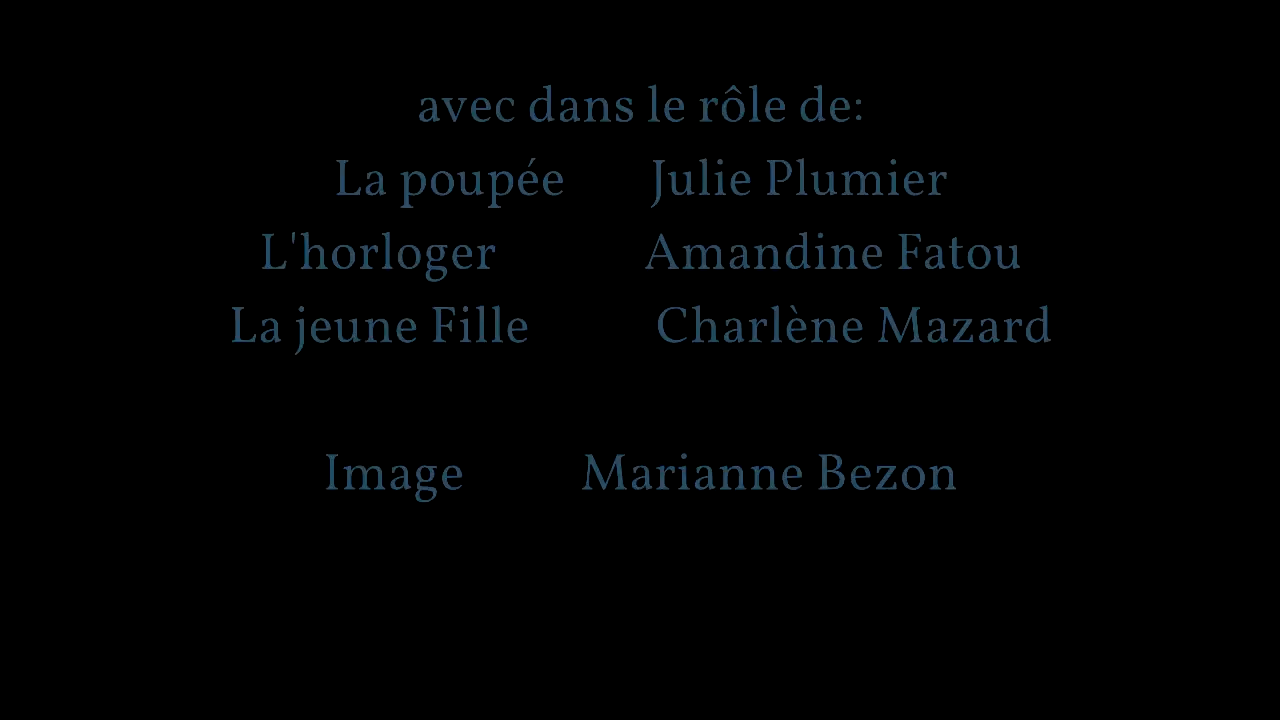 avec dans le rôle de:
La poupée Julie Plumier
L'horloger Amandine Fatou
La jeune Fille Charlène Mazard
Image Marianne Bezon